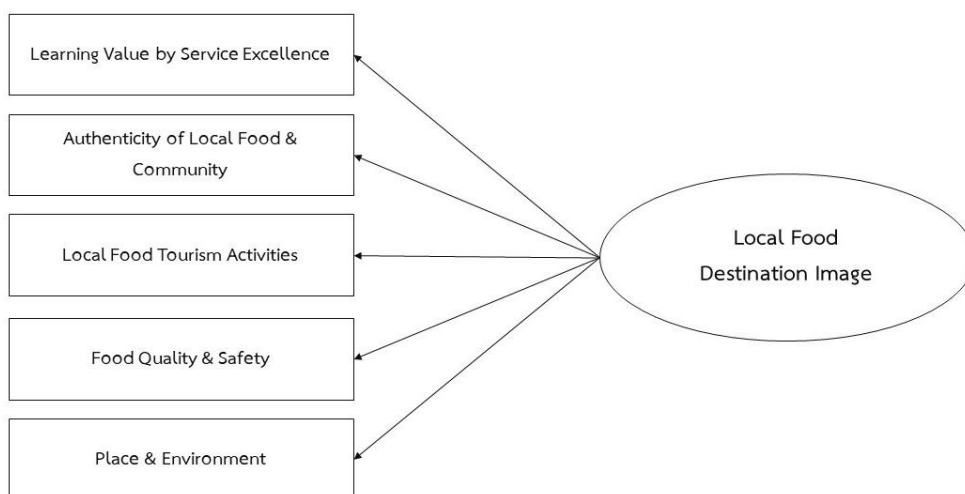 Learning Value by Service Excellence
Authenticity of Local Food &
Community
Local Food Tourism Activities
Food Quality & Safety
Place & Environment
Local Food
Destination Image